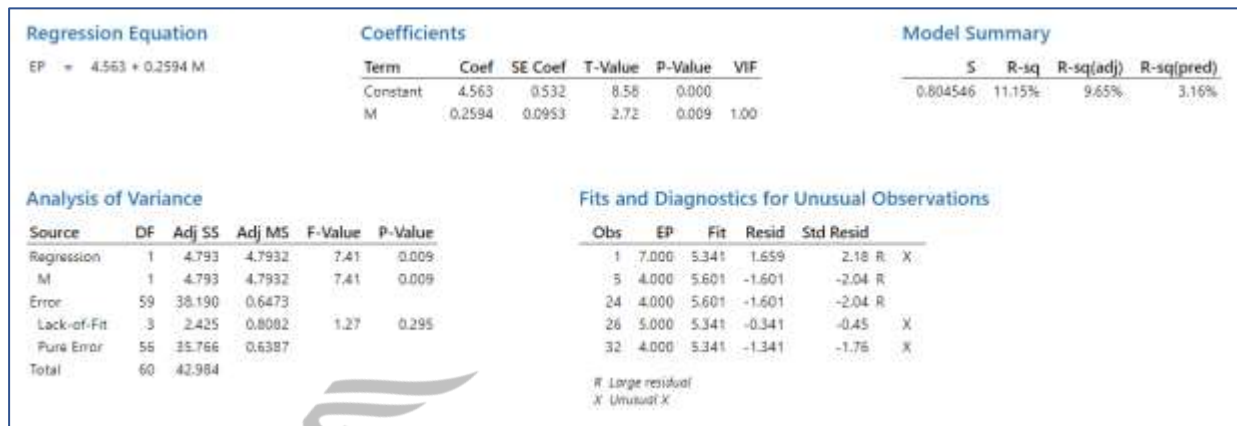 Regression Equation
EP = 4.563 + 0.2594 M
Coefficients
Term Coef SE Coef T-Value P-Value VIF
Constant 4.563 0.532 8.58 0.000
M 0.2594 0.0953 2.72 0.009 1.00
Model Summary
S R-sq R-sq(adj) R-sq(pred)
0.804546 11.15% 9.65% 3.16%
Analysis of Variance
Source DF Adj SS Adj MS F-Value P-Value
Regression 1 4.793 4.7932 7.41 0.009
M 1 4.793 4.7932 7.41 0.009
Error 59 38.190 0.6473
Lack-of-Fit 3 2.425 0.8082 1.27 0.295
Pure Error 56 35.766 0.6387
Total 60 42.984
Fits and Diagnostics for Unusual Observations
Obs EP Fit Resid Std Resid
1 7.000 5.341 1.659 2.18 R X
5 4.000 5.601 -1.601 -2.04 R
24 4.000 5.601 -1.601 -2.04 R
26 5.000 5.341 -0.341 -0.45 X
32 4.000 5.341 -1.341 -1.76 X
R Large residual
X Unusual X